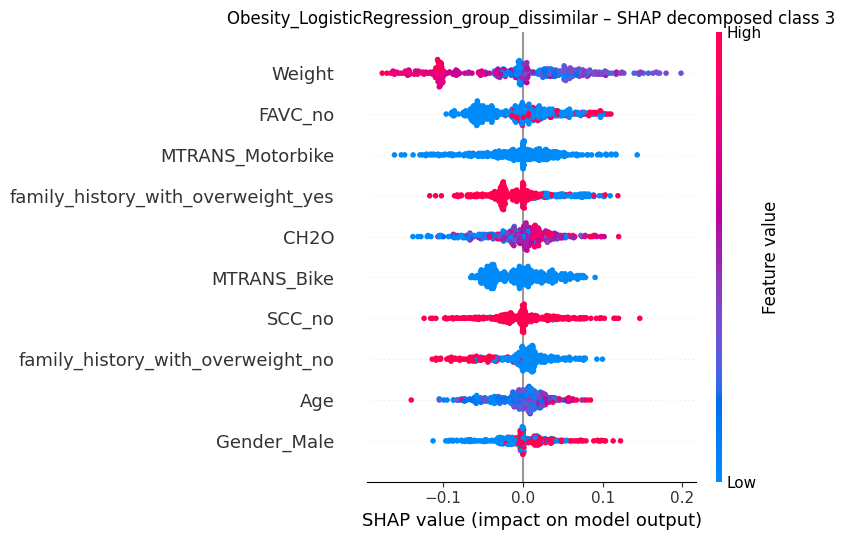 Obesity_LogisticRegression_group_dissimilar – SHAP decomposed class 3
High
Weight
FAVC_no
MTRANS_Motorbike
family_history_with_overweight_yes
CH2O
MTRANS_Bike
SCC_no
family_history_with_overweight_no
Age
Gender_Male
Feature value
Low
−0.1 0.0 0.1 0.2
SHAP value (impact on model output)